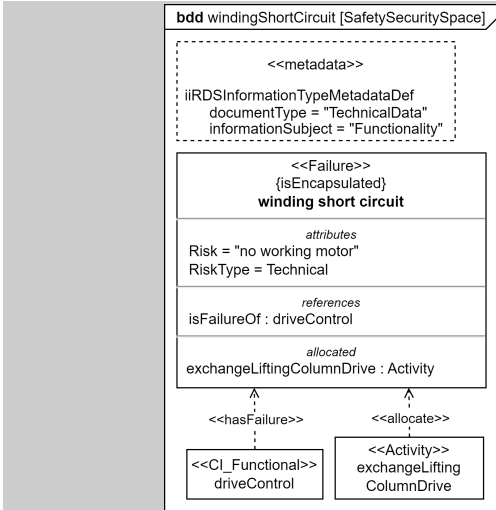 bdd windingShortCircuit [SafetySecuritySpace]
<<metadata>>
iiRDSInformationTypeMetadataDef
documentType = "TechnicalData"
informationSubject = "Functionality"
<<Failure>>
{isEncapsulated}
winding short circuit
attributes
Risk = "no working motor"
RiskType = Technical
references
isFailureOf : driveControl
allocated
exchangeLiftingColumnDrive : Activity
<<hasFailure>>
<<allocate>>
<<CI_Functional>>
driveControl
<<Activity>>
exchangeLifting
ColumnDrive